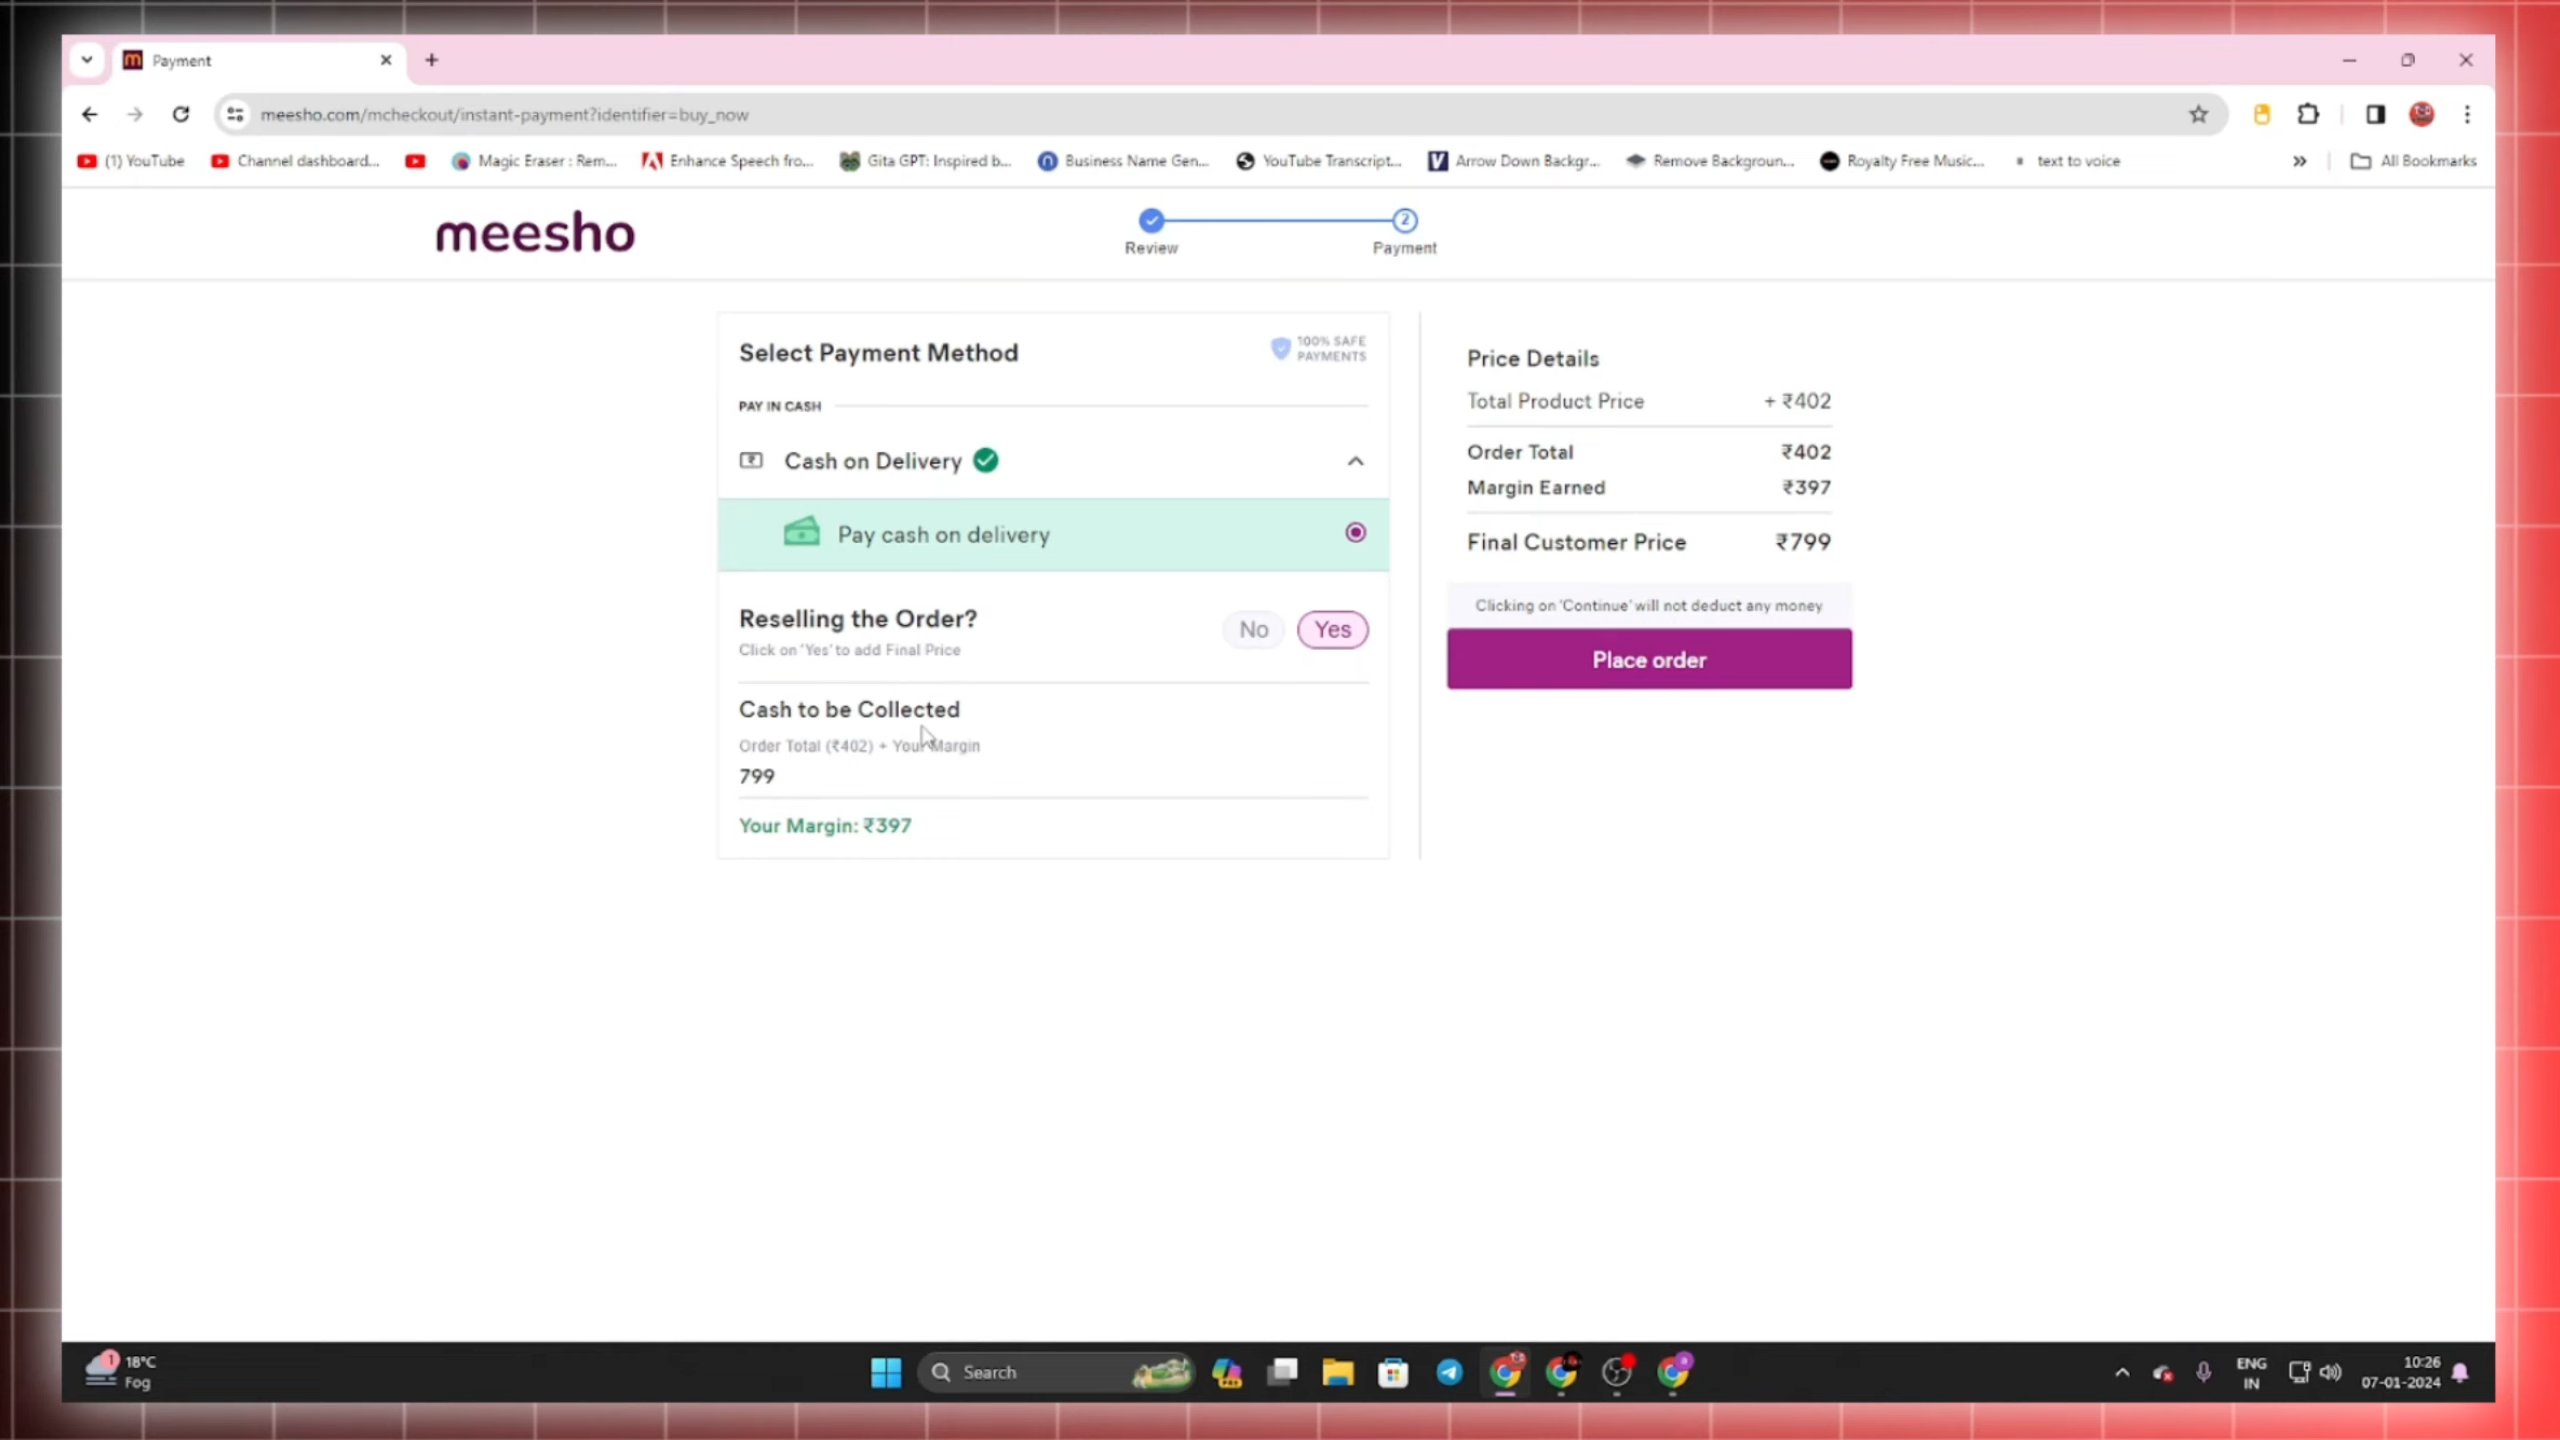 Payment
meesho.com/mcheckout/instant-payment?identifier=buy_now
(1) YouTube
Channel dashboard...
Magic Eraser : Rem...
Enhance Speech fro...
Gita GPT: Inspired b...
Business Name Gen...
YouTube Transcript...
Arrow Down Backgr...
Remove Backgroun...
Royalty Free Music...
text to voice
All Bookmarks
meesho
2
Review
Payment
Select Payment Method
100% SAFE
PAYMENTS
PAY IN CASH
Cash on Delivery
Pay cash on delivery
Reselling the Order?
Click on 'Yes' to add Final Price
No
Yes
Cash to be Collected
Order Total (₹402) + Your Margin
799
Your Margin: ₹397
Price Details
Total Product Price + ₹402
Order Total ₹402
Margin Earned ₹397
Final Customer Price ₹799
Clicking on 'Continue' will not deduct any money
Place order
1
18°C
Fog
Search
ENG
IN
10:26
07-01-2024